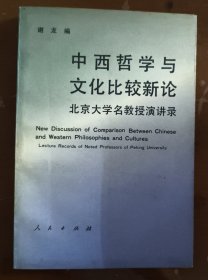 谢龙 编
中西哲学与
文化比较新论
北京大学名教授演讲录
New Discussion of Comparison Between Chinese
and Western Philosophies and Cultures
Lecture Records of Noted Professors of Peking University
人民出版社